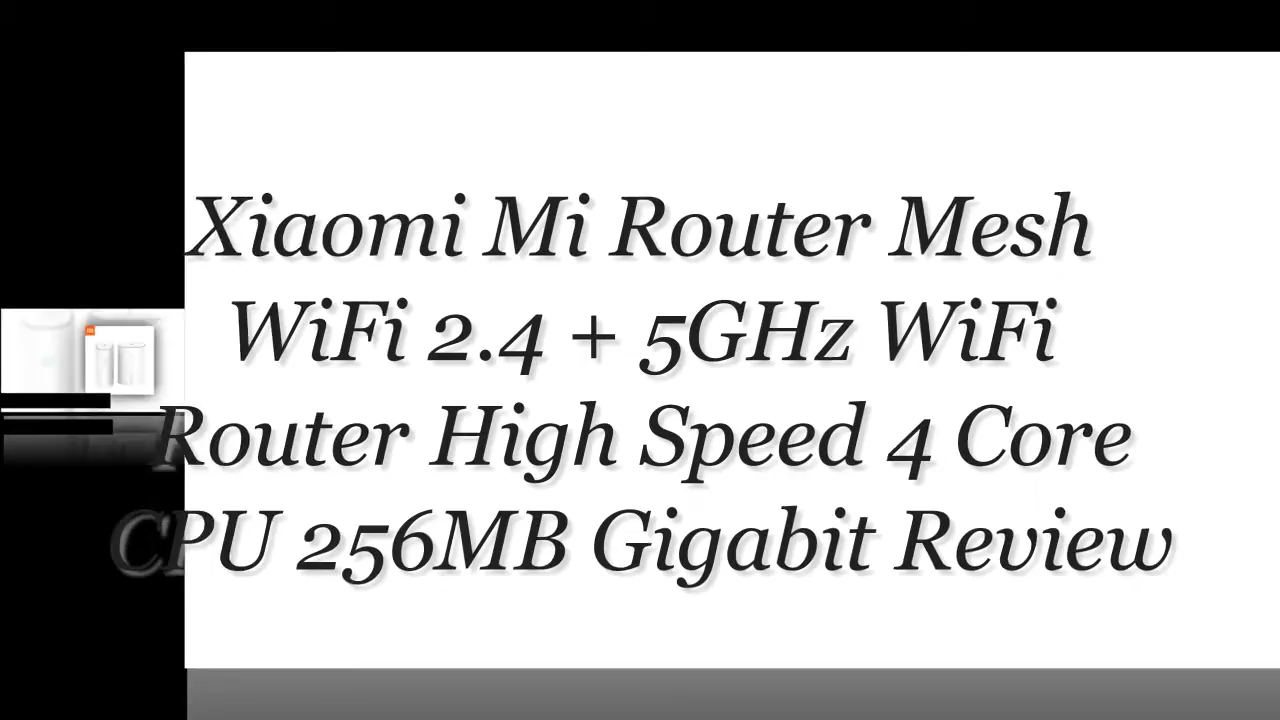 Xiaomi Mi Router Mesh
WiFi 2.4 + 5GHz WiFi
Router High Speed 4 Core
CPU 256MB Gigabit Review